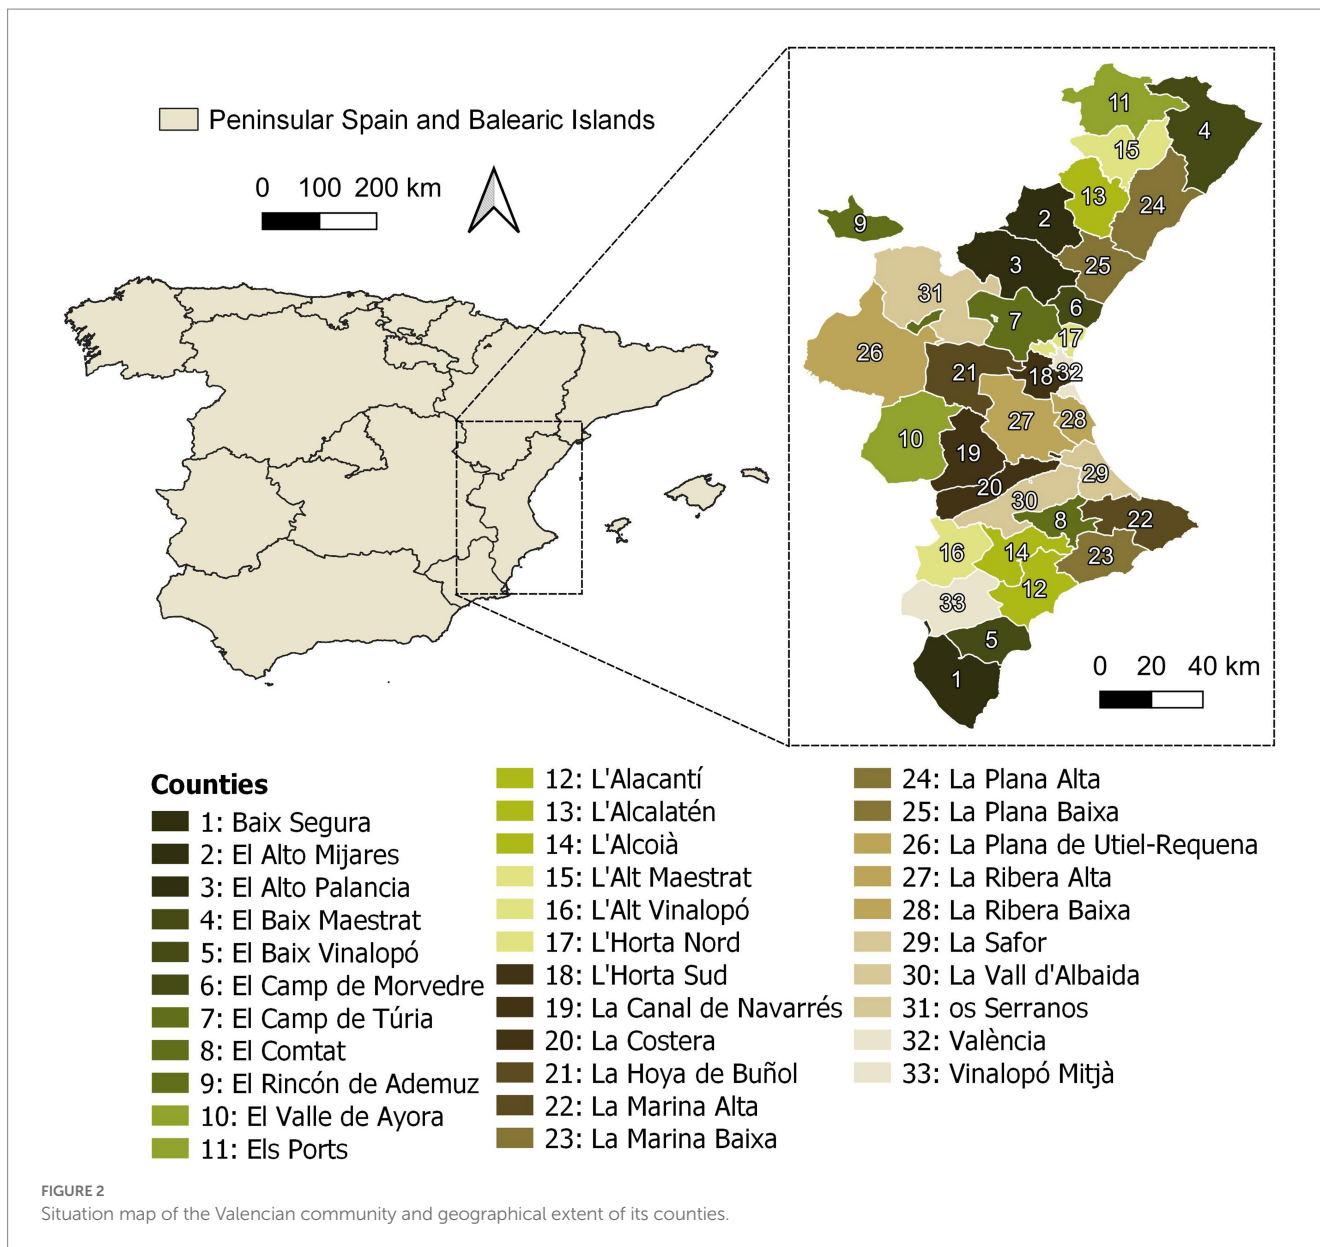 Peninsular Spain and Balearic Islands
0 100 200 km
11
4
15
13
24
2
9
25
3
31
6
7
17
26
21
18
32
27
28
10
19
29
20
30
8
22
16
14
23
12
33
5
1
0 20 40 km
Counties
1: Baix Segura
2: El Alto Mijares
3: El Alto Palancia
4: El Baix Maestrat
5: El Baix Vinalopó
6: El Camp de Morvedre
7: El Camp de Túria
8: El Comtat
9: El Rincón de Ademuz
10: El Valle de Ayora
11: Els Ports
12: L'Alacantí
13: L'Alcalatén
14: L'Alcoià
15: L'Alt Maestrat
16: L'Alt Vinalopó
17: L'Horta Nord
18: L'Horta Sud
19: La Canal de Navarrés
20: La Costera
21: La Hoya de Buñol
22: La Marina Alta
23: La Marina Baixa
24: La Plana Alta
25: La Plana Baixa
26: La Plana de Utiel-Requena
27: La Ribera Alta
28: La Ribera Baixa
29: La Safor
30: La Vall d'Albaida
31: os Serranos
32: València
33: Vinalopó Mitjà
FIGURE 2
Situation map of the Valencian community and geographical extent of its counties.